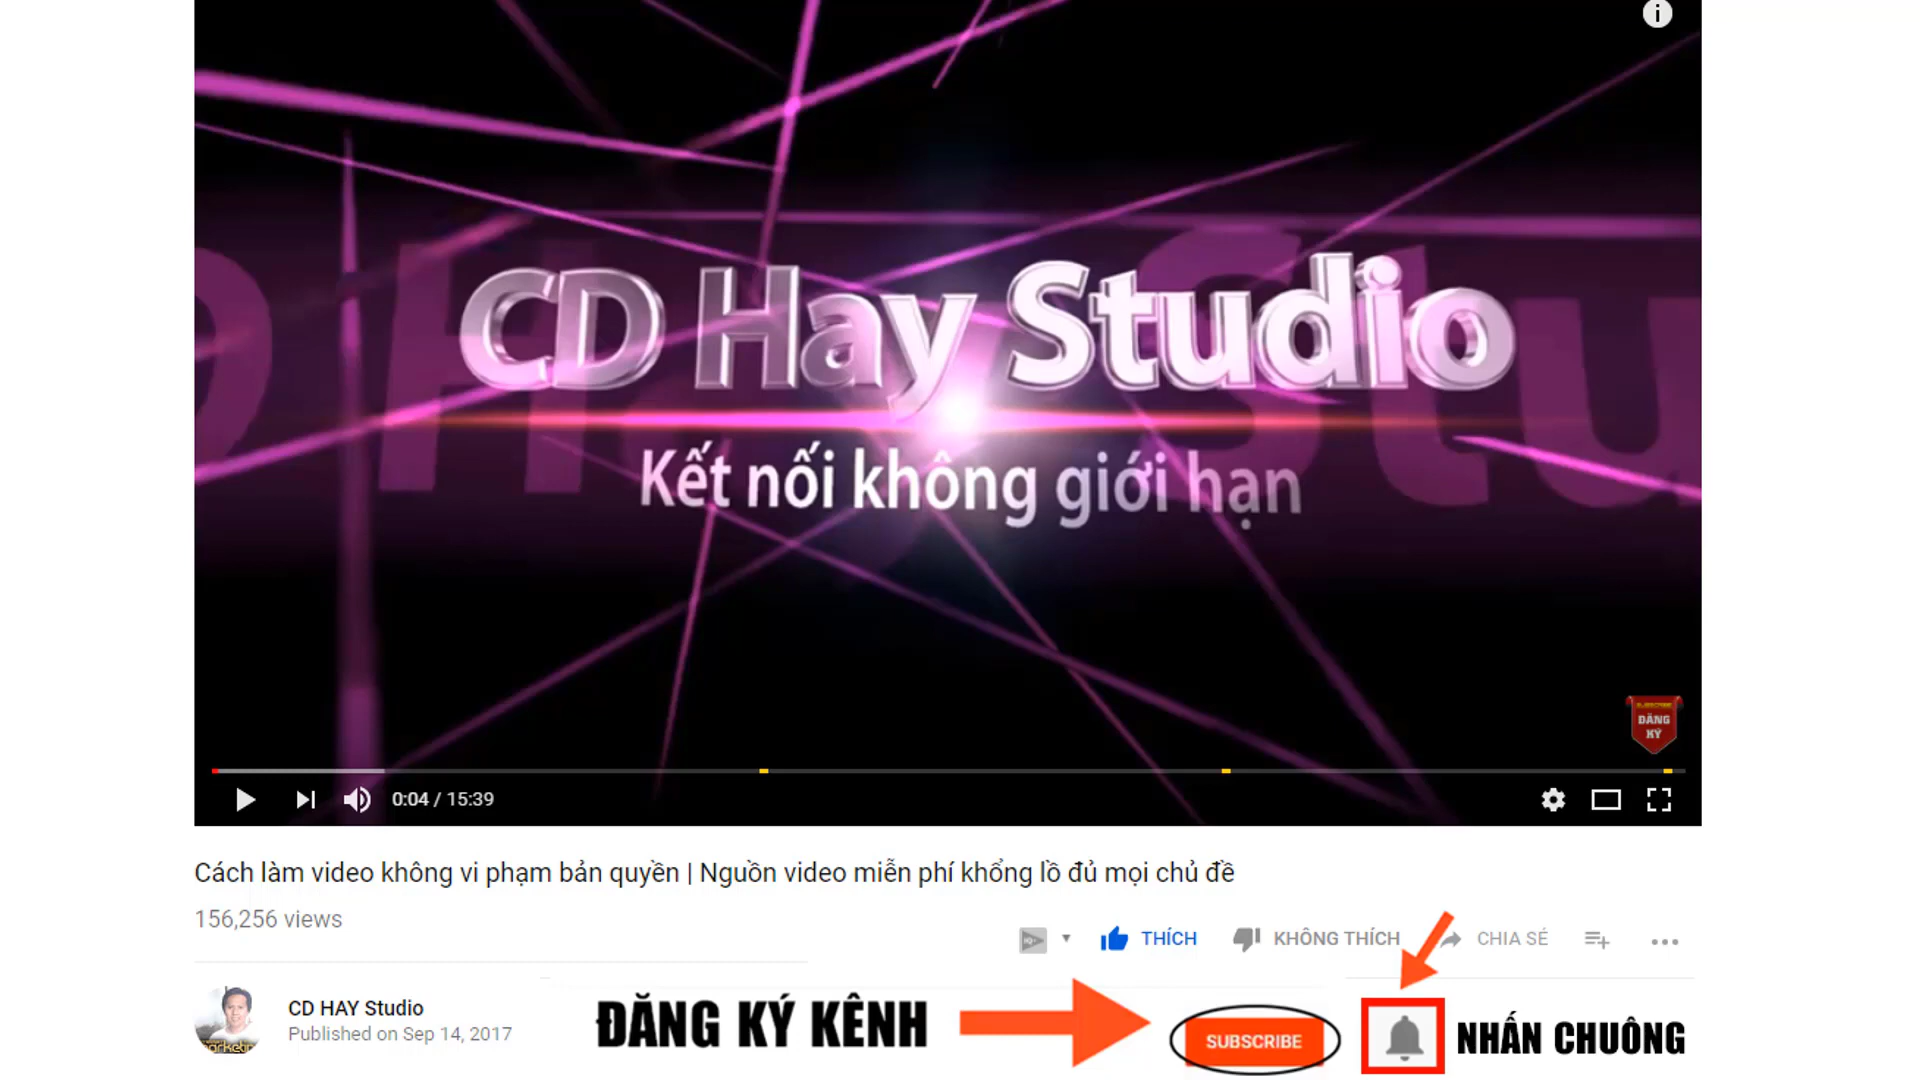 CD Hay Studio
Kết nối không giới hạn
SUBSCRIBE
ĐĂNG
KÝ
0:04 / 15:39
Cách làm video không vi phạm bản quyền | Nguồn video miễn phí khổng lồ đủ mọi chủ đề
156,256 views
THÍCH
KHÔNG THÍCH
CHIA SẺ
CD HAY Studio
Published on Sep 14, 2017
ĐĂNG KÝ KÊNH
SUBSCRIBE
NHẤN CHUÔNG